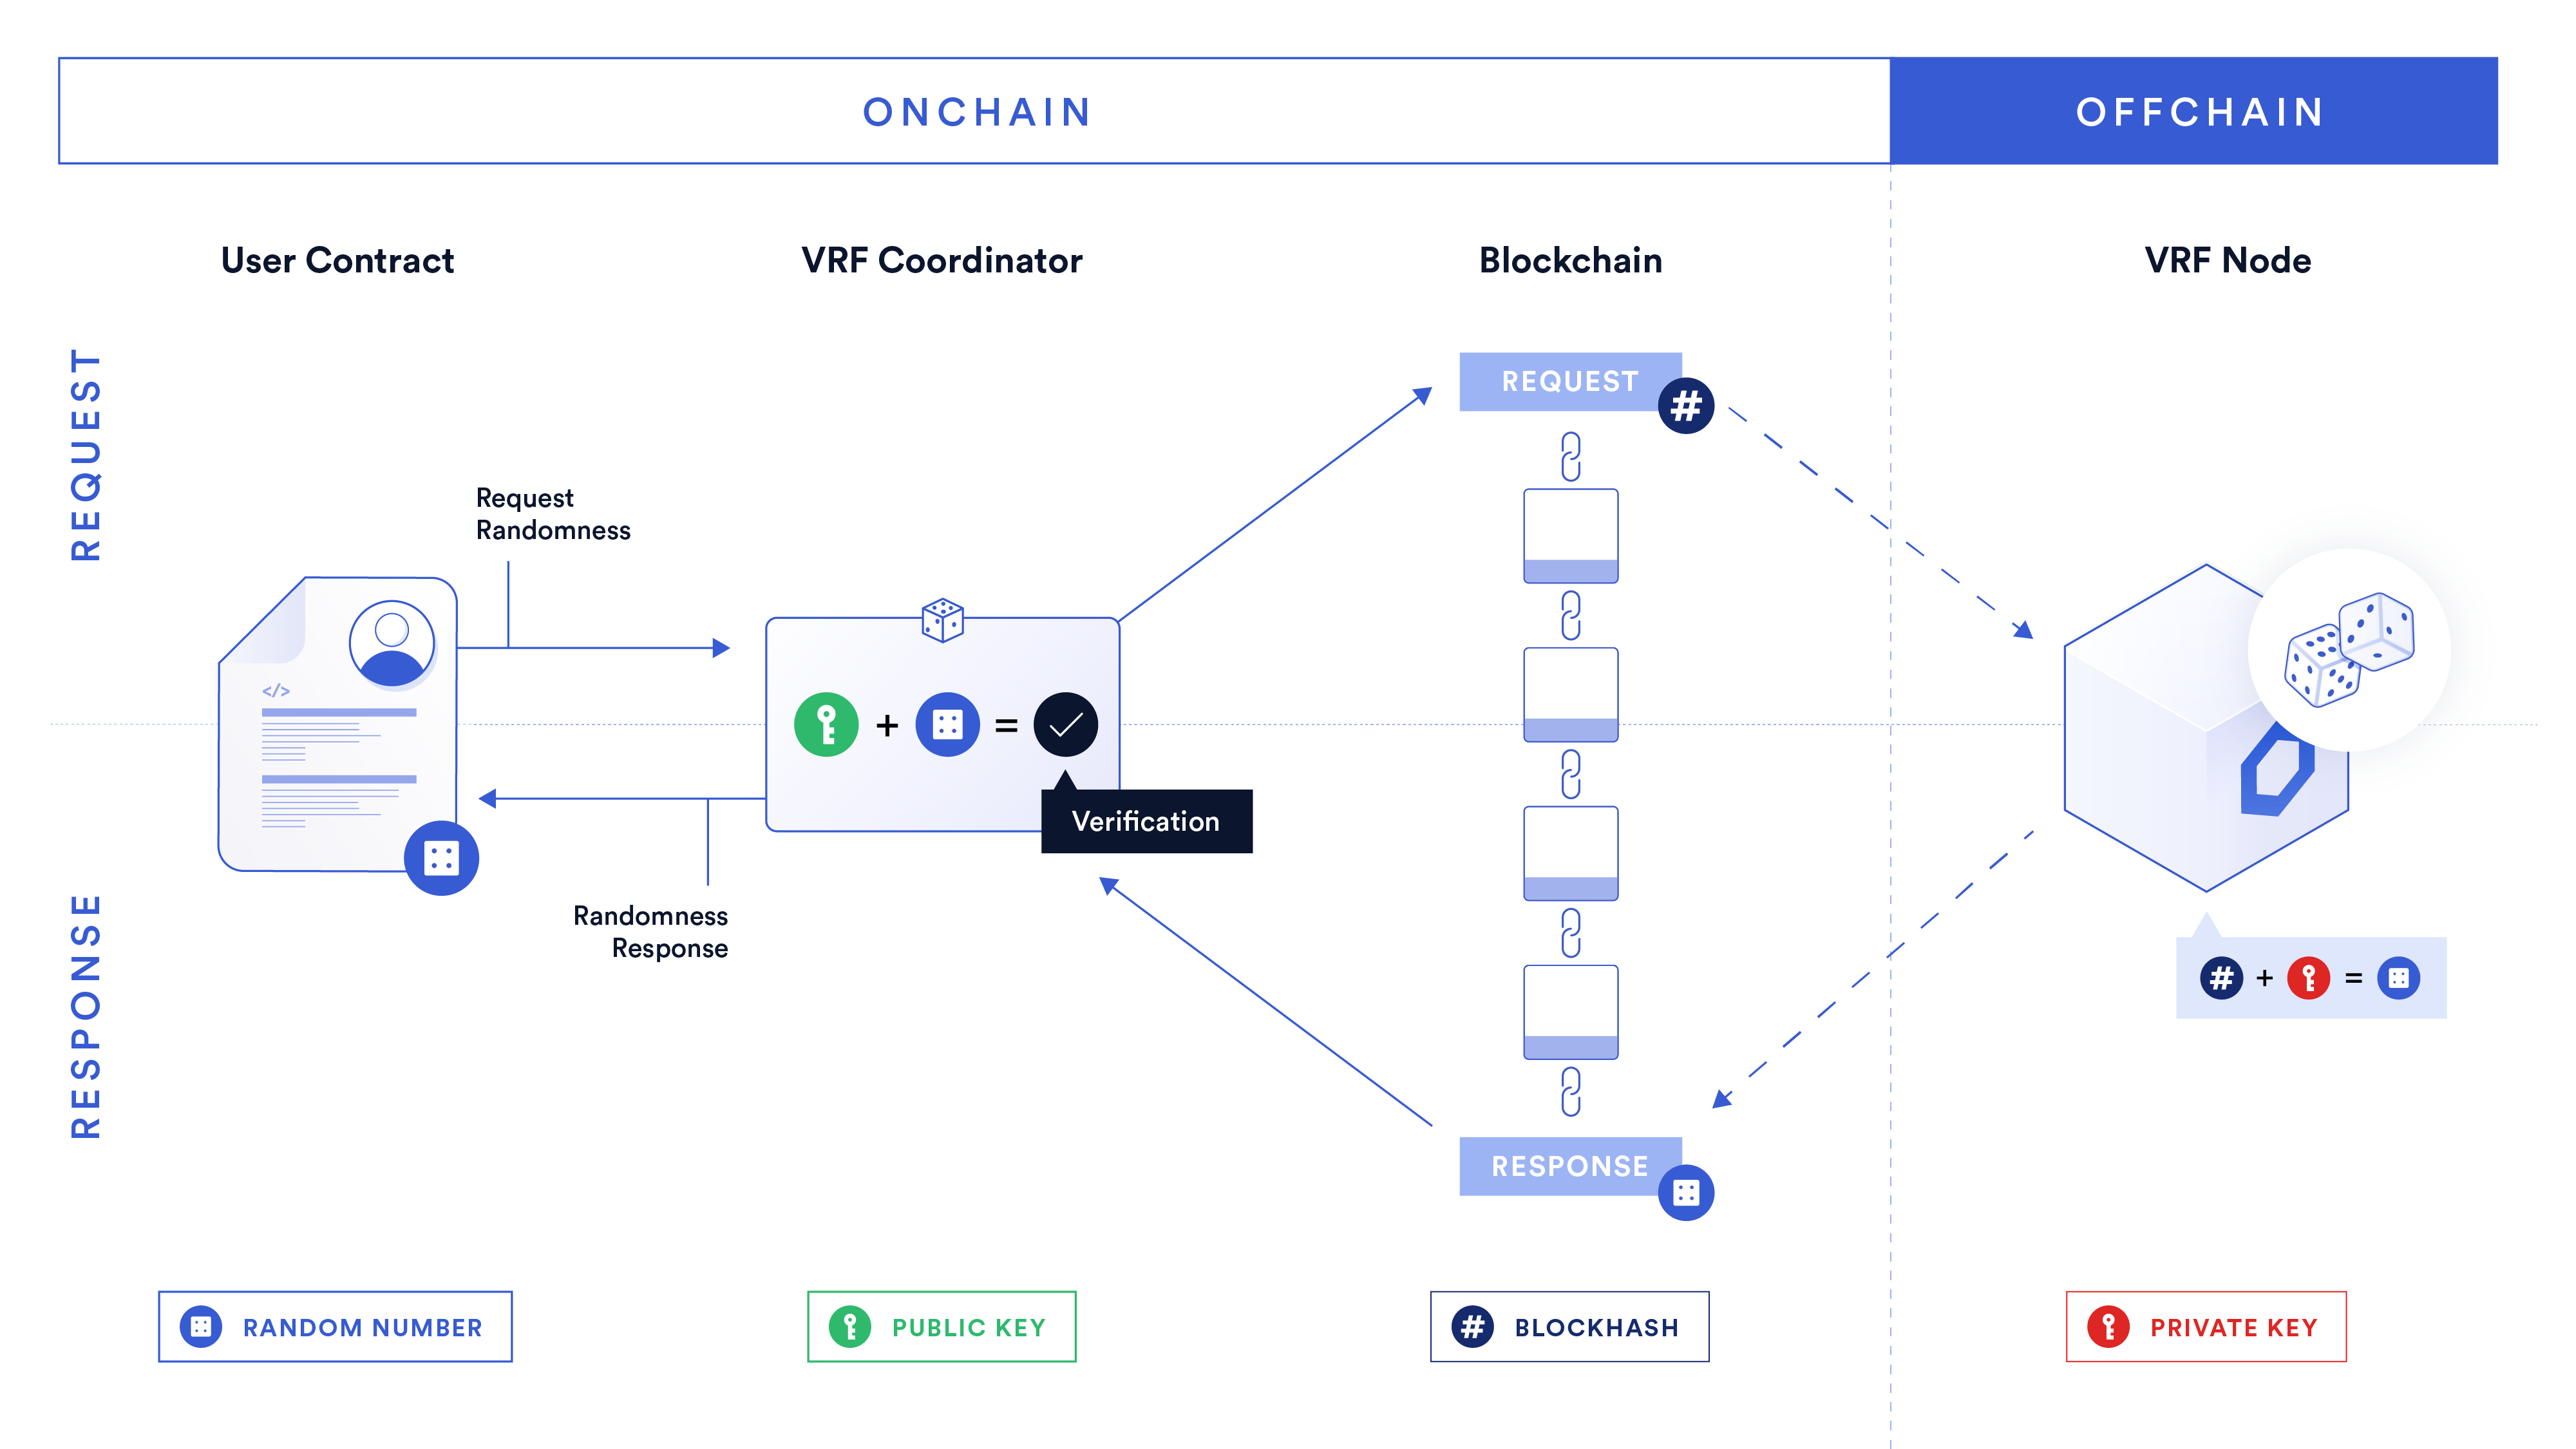 ONCHAIN
OFFCHAIN
User Contract
VRF Coordinator
Blockchain
VRF Node
REQUEST
REQUEST
#
Request
Randomness
</>
+
=
Verification
Randomness
Response
RESPONSE
# + =
RESPONSE
RANDOM NUMBER
PUBLIC KEY
# BLOCKHASH
PRIVATE KEY